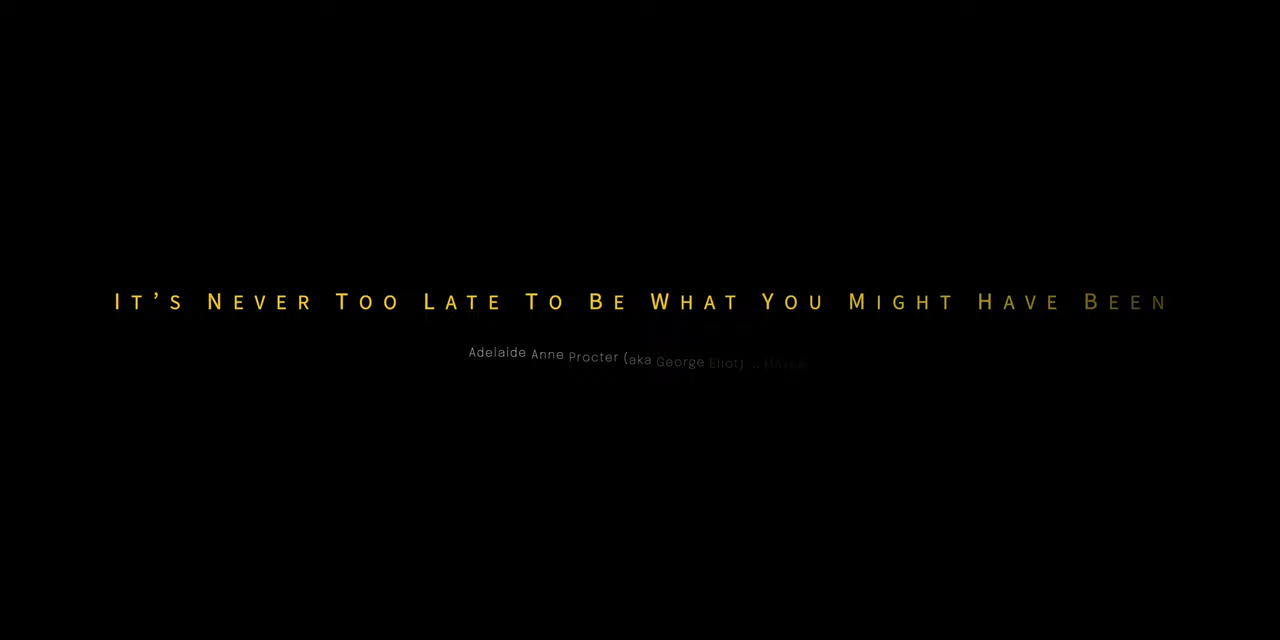 It’s Never Too Late To Be What You Might Have Been
Adelaide Anne Procter (aka George Eliot) ..